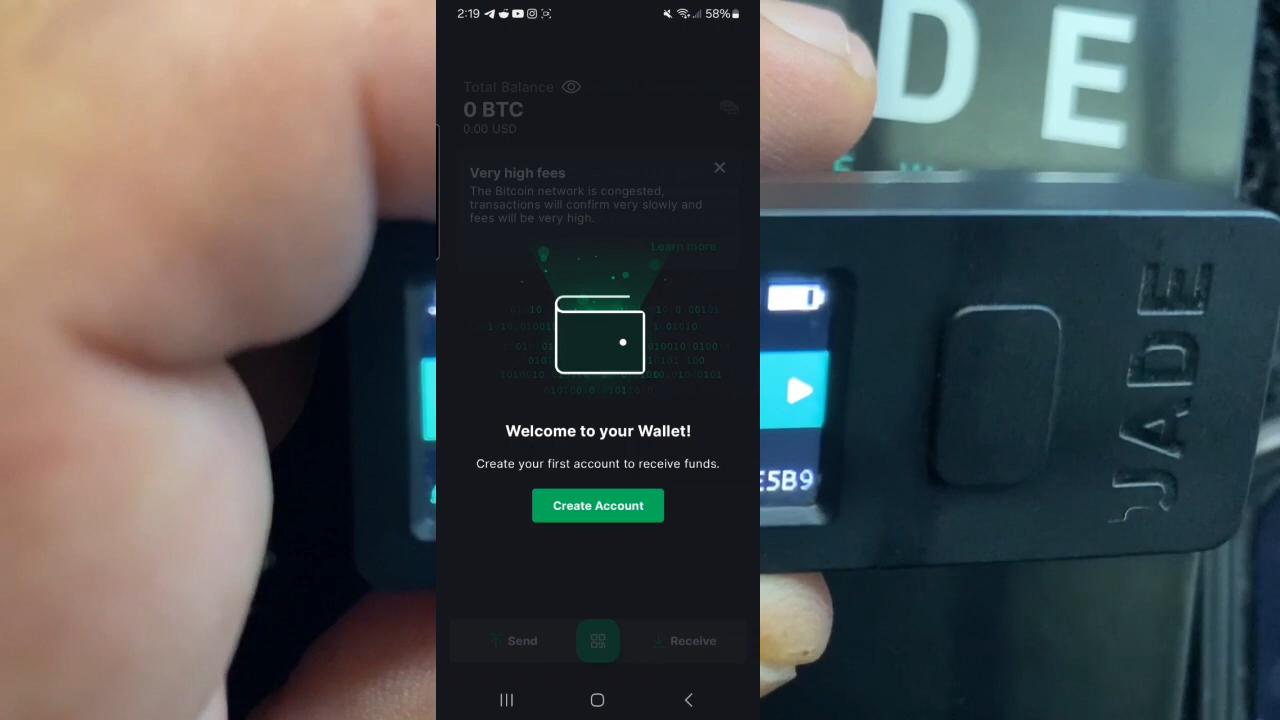 2:19
58%
Total Balance
0 BTC
0.00 USD
Very high fees
The Bitcoin network is congested,
transactions will confirm very slowly and
fees will be very high.
Learn more
Welcome to your Wallet!
Create your first account to receive funds.
Create Account
Send
Receive
D E
E5B9
JADE